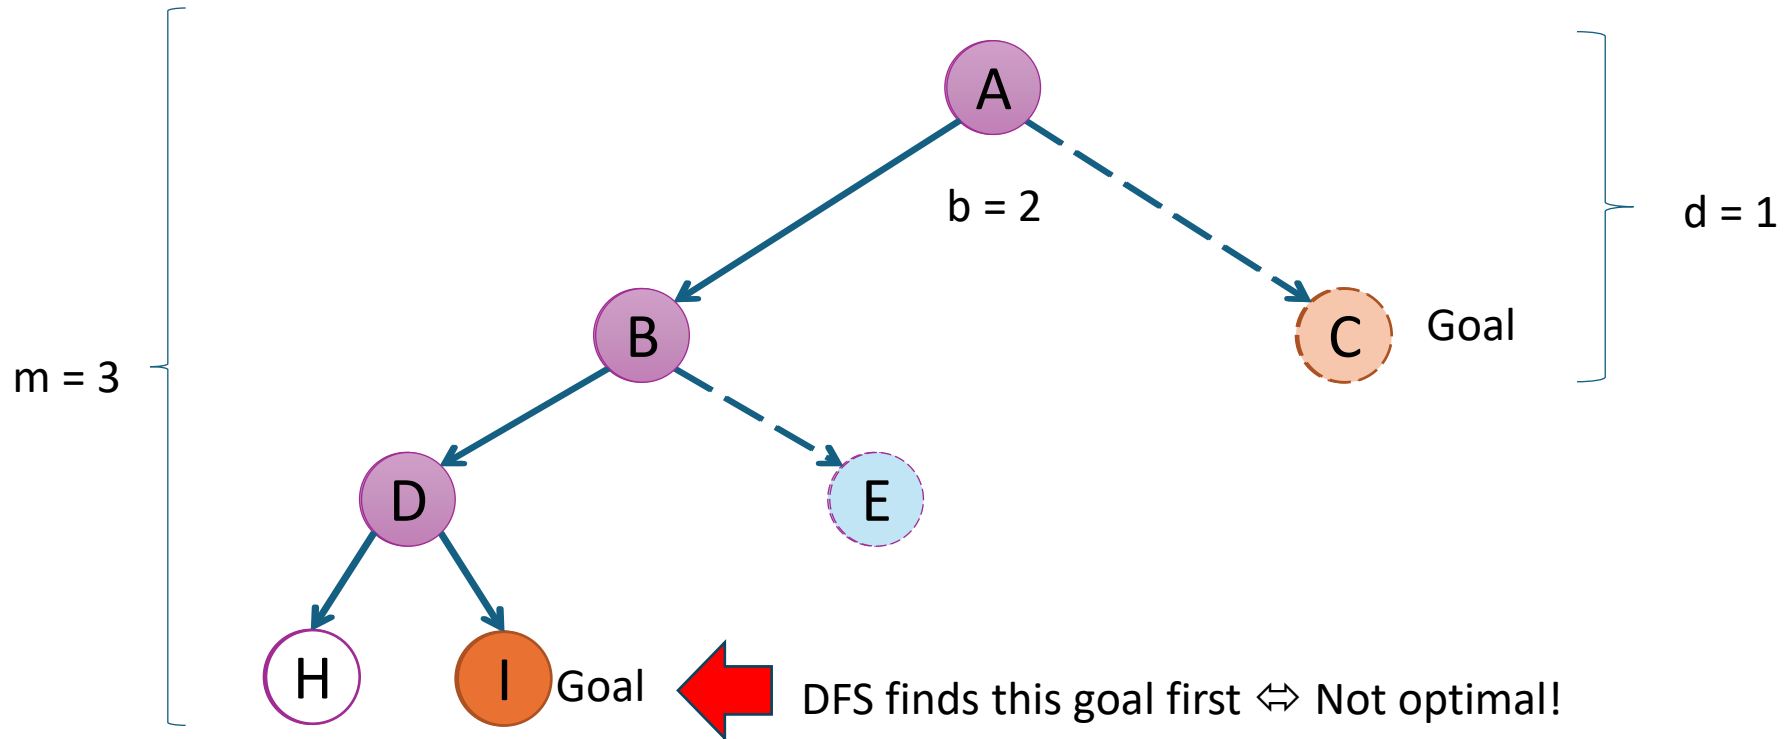 A
b = 2
d = 1
B
C
Goal
m = 3
D
E
H
I
Goal
DFS finds this goal first ⬄ Not optimal!